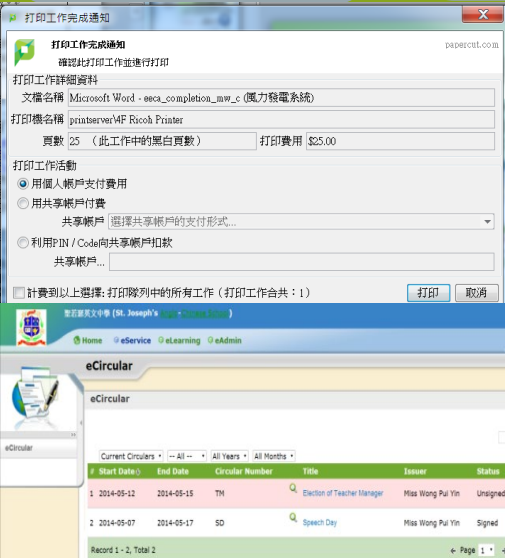 打印工作完成通知
打印工作完成通知
papercut.com
確認此打印工作並進行打印
打印工作詳細資料
文檔名稱 Microsoft Word - eeca_completion_mw_c (風力發電系統)
打印機名稱 printserver\4F Ricoh Printer
頁數 25 （此工作中的黑白頁數） 打印費用 $25.00
打印工作活動
用個人帳戶支付費用
用共享帳戶付費
共享帳戶 選擇共享帳戶的支付形式...
利用PIN / Code向共享帳戶扣款
共享帳戶...
計費到以上選擇: 打印隊列中的所有工作（打印工作合共：1） 打印 取消
英文中學 (St. Joseph's
Home eService eLearning eAdmin
eCircular
eCircular
eCircular
Current Circulars -- All -- All Years All Months
# Start Date End Date Circular Number Title Issuer Status
1 2014-05-12 2014-05-15 TM Election of Teacher Manager Miss Wong Pui Yin Unsigned
2 2014-05-07 2014-05-17 SD Speech Day Miss Wong Pui Yin Signed
Record 1 - 2, Total 2 Page 1